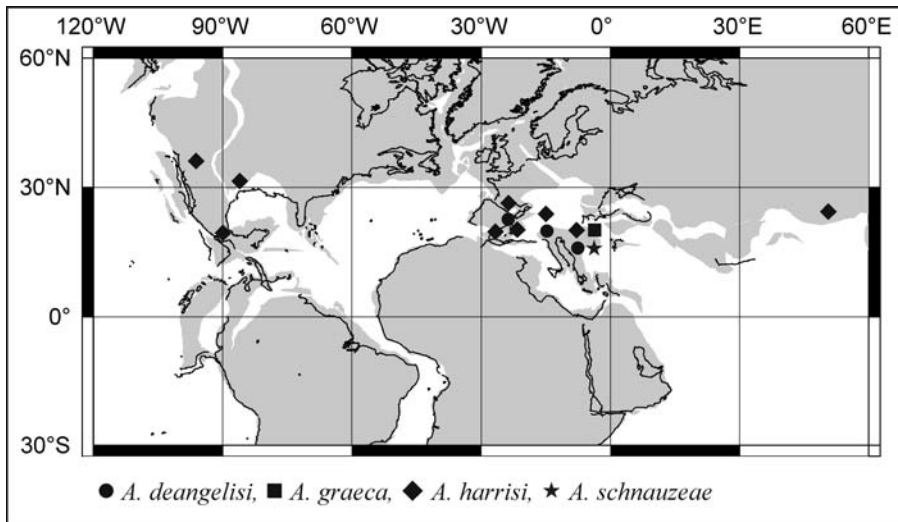 120°W 90°W 60°W 30°W 0° 30°E 60°E
60°N
30°N
0°
30°S
● A. deangelisi, ■ A. graeca, ◆ A. harrisi, ★ A. schnauzeae